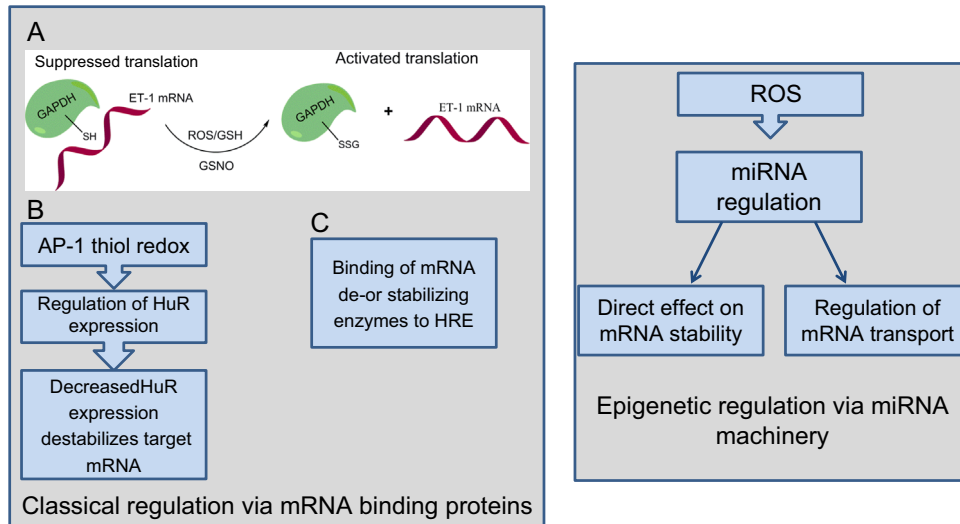 A
Suppressed translation
Activated translation
GAPDH
ET-1 mRNA
SH
ROS/GSH
GSNO
GAPDH
SSG
+
ET-1 mRNA
B
AP-1 thiol redox
Regulation of HuR
expression
DecreasedHuR
expression
destabilizes target
mRNA
C
Binding of mRNA
de-or stabilizing
enzymes to HRE
Classical regulation via mRNA binding proteins
ROS
miRNA
regulation
Direct effect on
mRNA stability
Regulation of
mRNA transport
Epigenetic regulation via miRNA
machinery